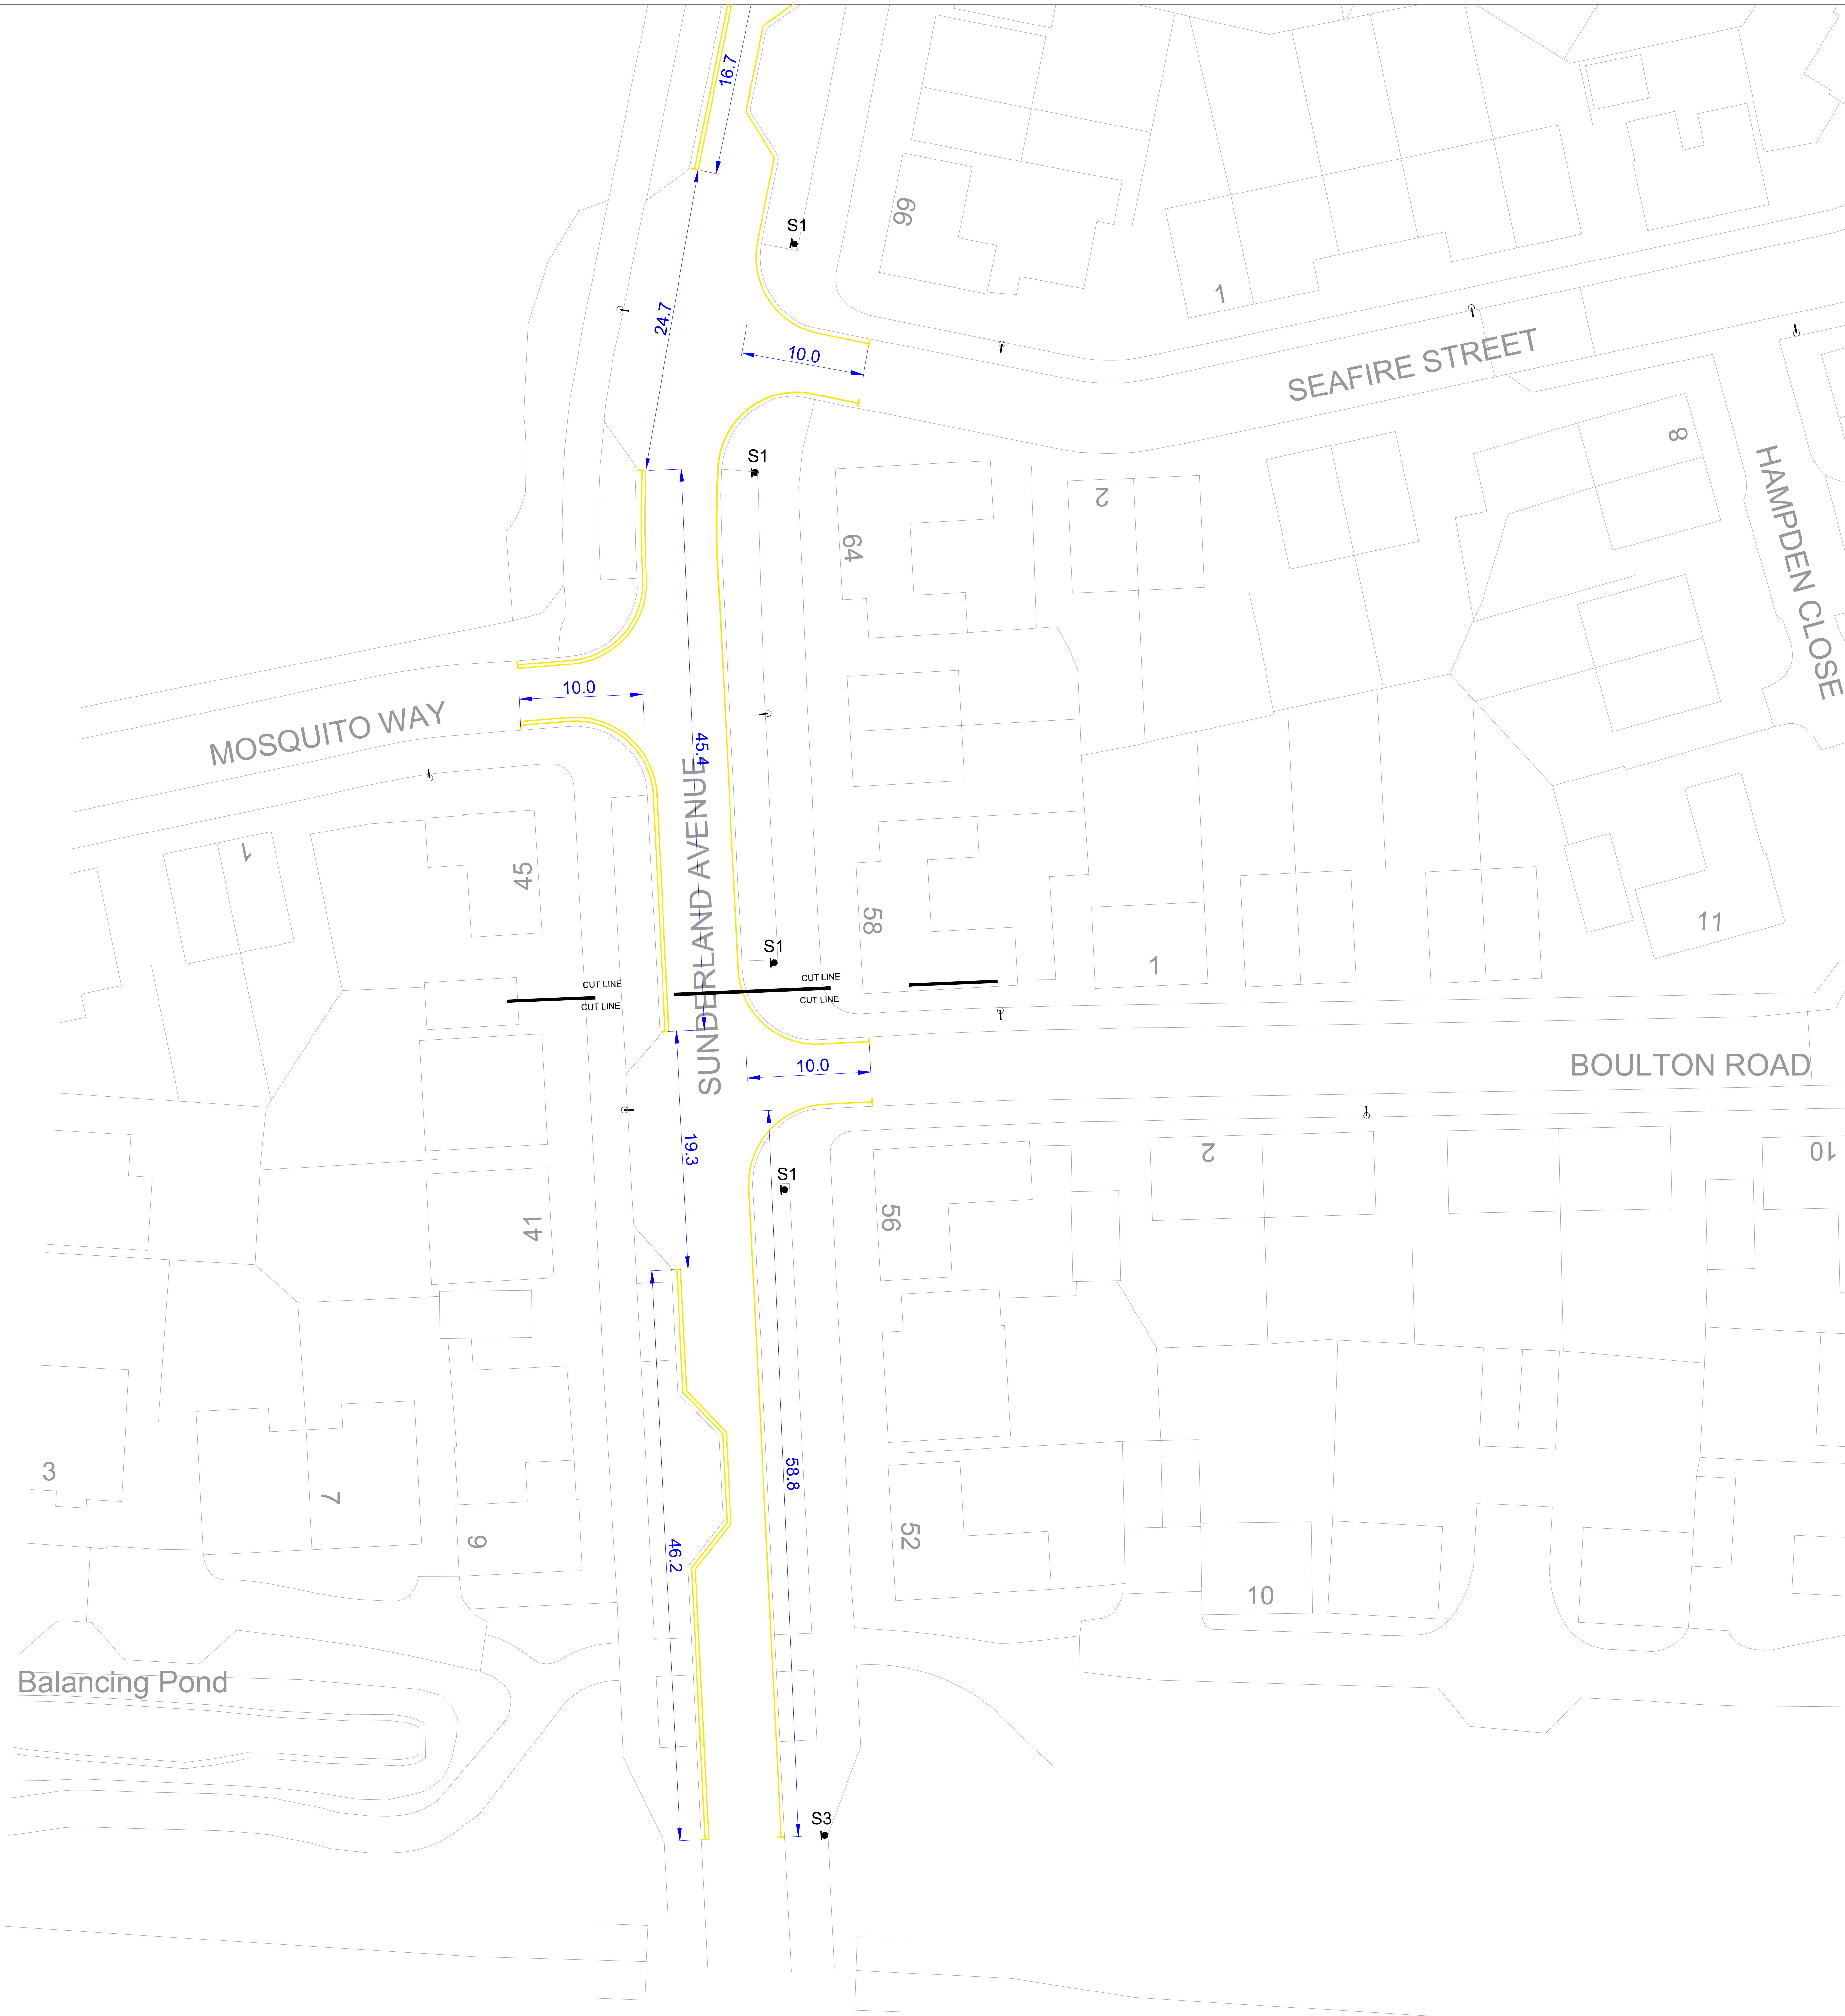 16.7
66
S1
1
24.7
10.0
SEAFIRE STREET
8
S1
2
HAMPDEN CLOSE
64
10.0
MOSQUITO WAY
45.4
SUNDERLAND AVENUE
1
45
58
11
S1
1
CUT LINE
CUT LINE
CUT LINE
CUT LINE
10.0
BOULTON ROAD
19.3
2
10
S1
56
41
3
7
58.8
9
52
46.2
10
Balancing Pond
S3